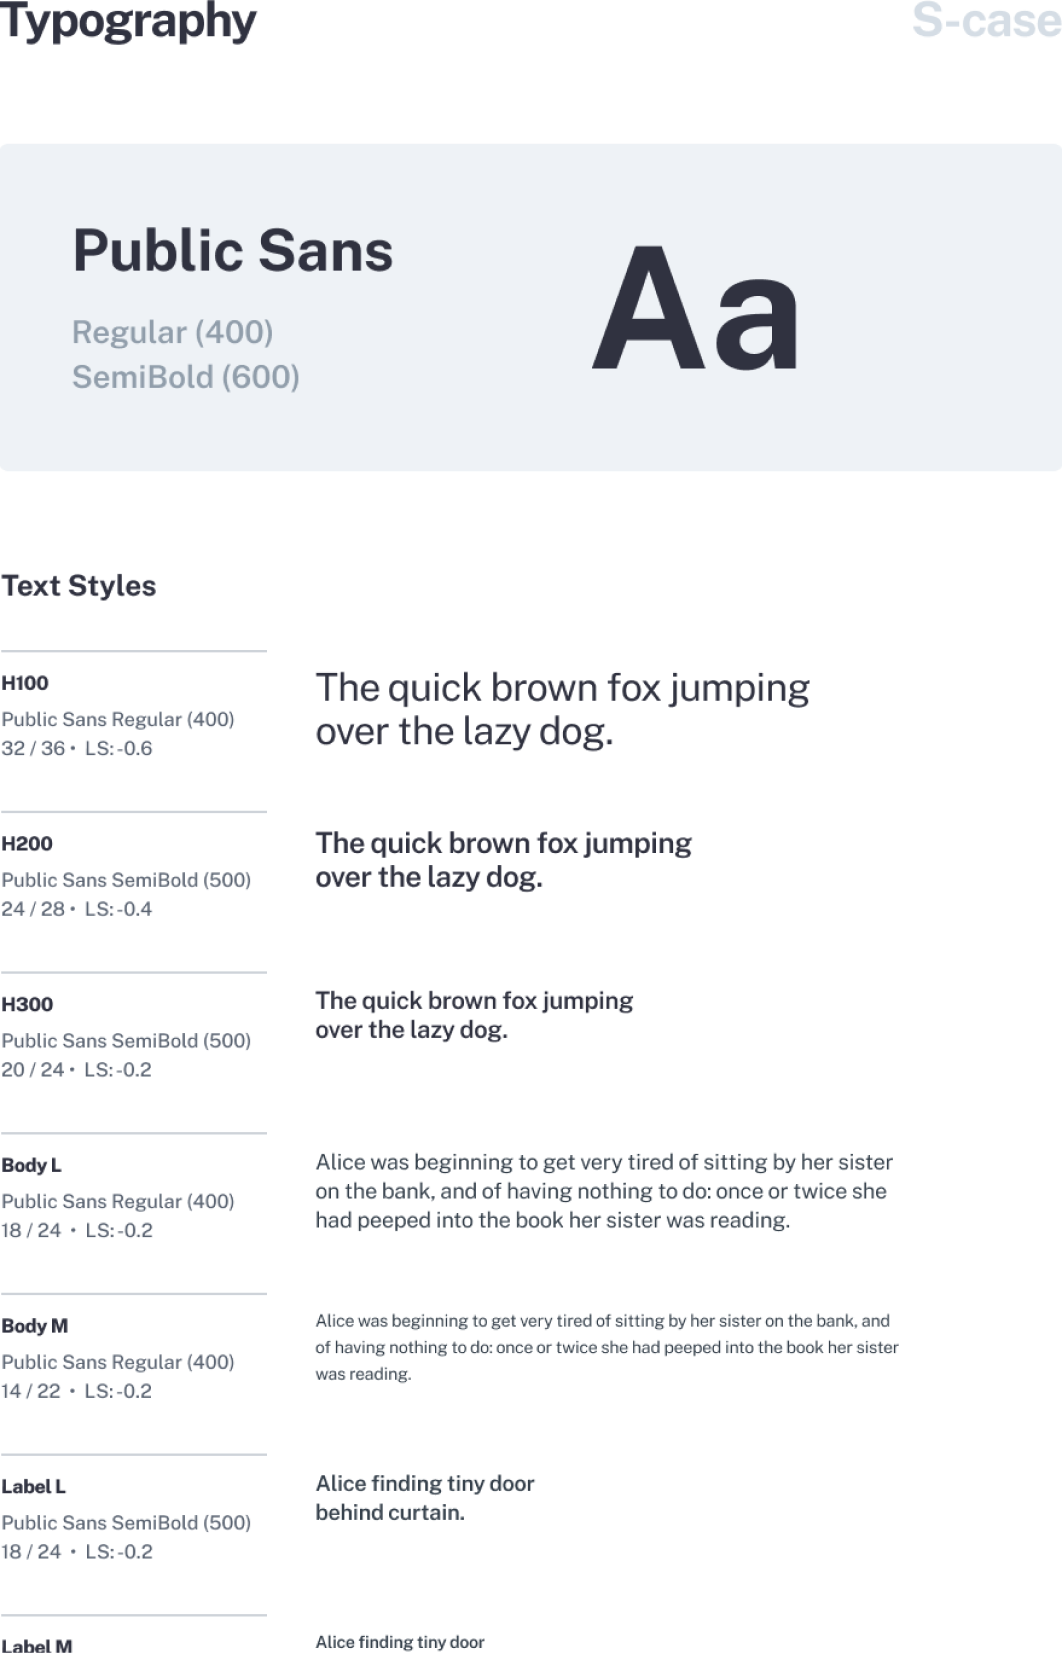 Typography
S-case
Public Sans
Regular (400)
SemiBold (600)
Aa
Text Styles
H100
Public Sans Regular (400)
32 / 36 • LS: -0.6
The quick brown fox jumping
over the lazy dog.
H200
Public Sans SemiBold (500)
24 / 28 • LS: -0.4
The quick brown fox jumping
over the lazy dog.
H300
Public Sans SemiBold (500)
20 / 24 • LS: -0.2
The quick brown fox jumping
over the lazy dog.
Body L
Public Sans Regular (400)
18 / 24 • LS: -0.2
Alice was beginning to get very tired of sitting by her sister
on the bank, and of having nothing to do: once or twice she
had peeped into the book her sister was reading.
Body M
Public Sans Regular (400)
14 / 22 • LS: -0.2
Alice was beginning to get very tired of sitting by her sister on the bank, and
of having nothing to do: once or twice she had peeped into the book her sister
was reading.
Label L
Public Sans SemiBold (500)
18 / 24 • LS: -0.2
Alice finding tiny door
behind curtain.
Label M
Alice finding tiny door